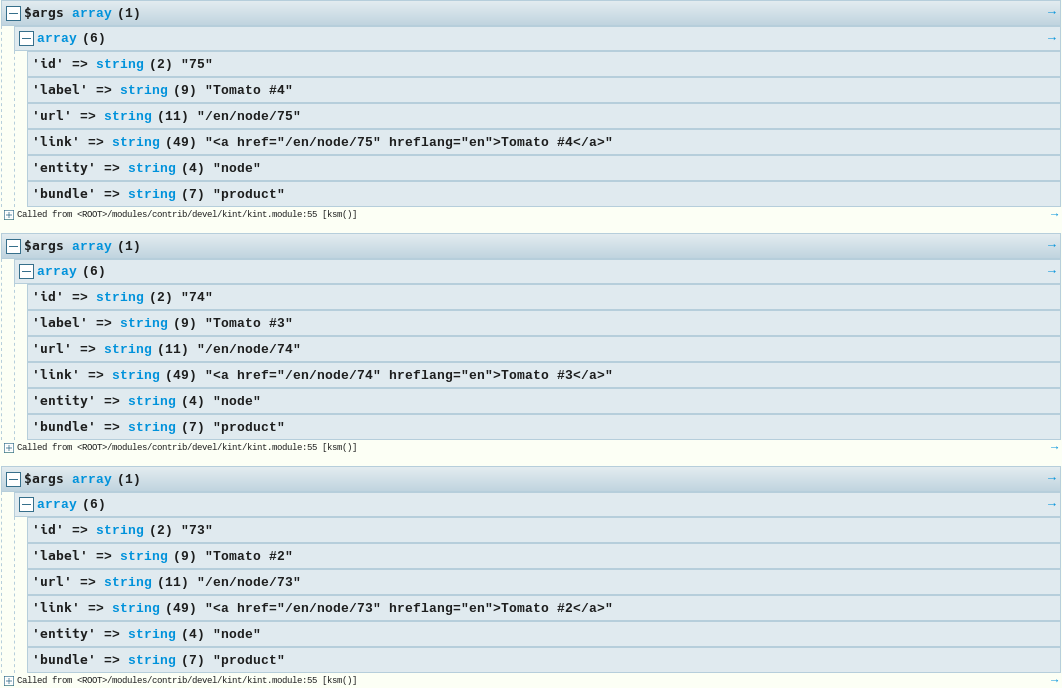 $args array (1) →
array (6) →
'id' => string (2) "75"
'label' => string (9) "Tomato #4"
'url' => string (11) "/en/node/75"
'link' => string (49) "<a href="/en/node/75" hreflang="en">Tomato #4</a>"
'entity' => string (4) "node"
'bundle' => string (7) "product"
Called from <ROOT>/modules/contrib/devel/kint/kint.module:55 [ksm()] →
$args array (1) →
array (6) →
'id' => string (2) "74"
'label' => string (9) "Tomato #3"
'url' => string (11) "/en/node/74"
'link' => string (49) "<a href="/en/node/74" hreflang="en">Tomato #3</a>"
'entity' => string (4) "node"
'bundle' => string (7) "product"
Called from <ROOT>/modules/contrib/devel/kint/kint.module:55 [ksm()] →
$args array (1) →
array (6) →
'id' => string (2) "73"
'label' => string (9) "Tomato #2"
'url' => string (11) "/en/node/73"
'link' => string (49) "<a href="/en/node/73" hreflang="en">Tomato #2</a>"
'entity' => string (4) "node"
'bundle' => string (7) "product"
Called from <ROOT>/modules/contrib/devel/kint/kint.module:55 [ksm()] →